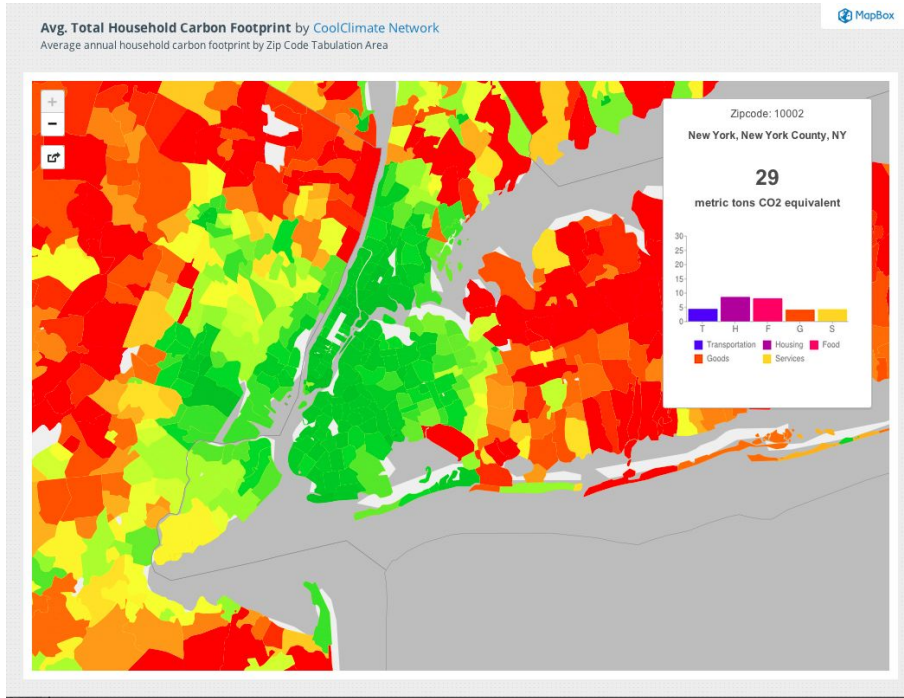 Avg. Total Household Carbon Footprint by CoolClimate Network
Average annual household carbon footprint by Zip Code Tabulation Area
MapBox
+
−
Zipcode: 10002
New York, New York County, NY
29
metric tons CO2 equivalent
30
25
20
15
10
5
0
T H F G S
Transportation Housing Food
Goods Services